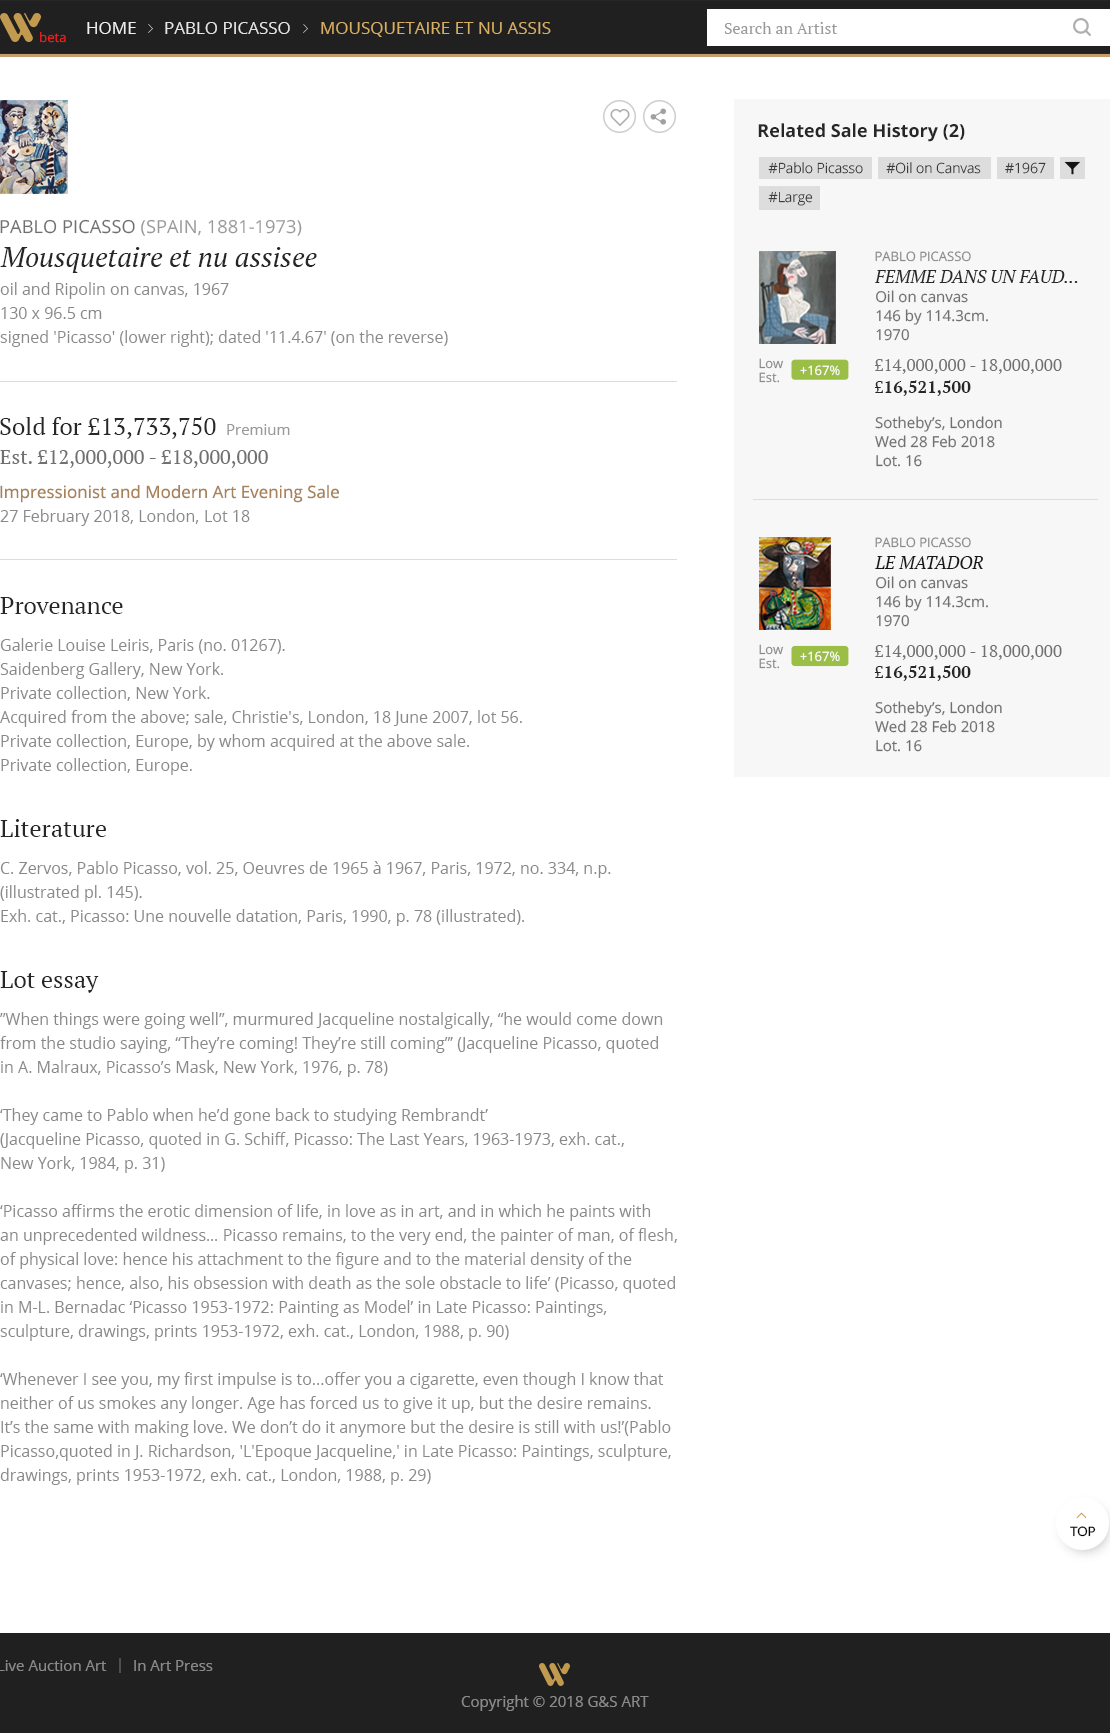 W beta HOME > PABLO PICASSO > MOUSQUETAIRE ET NU ASSIS
Search an Artist
PABLO PICASSO (SPAIN, 1881-1973)
Mousquetaire et nu assisee
oil and Ripolin on canvas, 1967
130 x 96.5 cm
signed 'Picasso' (lower right); dated '11.4.67' (on the reverse)
Sold for £13,733,750 Premium
Est. £12,000,000 - £18,000,000
Impressionist and Modern Art Evening Sale
27 February 2018, London, Lot 18
Provenance
Galerie Louise Leiris, Paris (no. 01267).
Saidenberg Gallery, New York.
Private collection, New York.
Acquired from the above; sale, Christie's, London, 18 June 2007, lot 56.
Private collection, Europe, by whom acquired at the above sale.
Private collection, Europe.
Literature
C. Zervos, Pablo Picasso, vol. 25, Oeuvres de 1965 à 1967, Paris, 1972, no. 334, n.p.
(illustrated pl. 145).
Exh. cat., Picasso: Une nouvelle datation, Paris, 1990, p. 78 (illustrated).
Lot essay
”When things were going well”, murmured Jacqueline nostalgically, “he would come down
from the studio saying, “They’re coming! They’re still coming”’ (Jacqueline Picasso, quoted
in A. Malraux, Picasso’s Mask, New York, 1976, p. 78)
‘They came to Pablo when he’d gone back to studying Rembrandt’
(Jacqueline Picasso, quoted in G. Schiff, Picasso: The Last Years, 1963-1973, exh. cat.,
New York, 1984, p. 31)
‘Picasso affirms the erotic dimension of life, in love as in art, and in which he paints with
an unprecedented wildness... Picasso remains, to the very end, the painter of man, of flesh,
of physical love: hence his attachment to the figure and to the material density of the
canvases; hence, also, his obsession with death as the sole obstacle to life’ (Picasso, quoted
in M-L. Bernadac ‘Picasso 1953-1972: Painting as Model’ in Late Picasso: Paintings,
sculpture, drawings, prints 1953-1972, exh. cat., London, 1988, p. 90)
‘Whenever I see you, my first impulse is to...offer you a cigarette, even though I know that
neither of us smokes any longer. Age has forced us to give it up, but the desire remains.
It’s the same with making love. We don’t do it anymore but the desire is still with us!’(Pablo
Picasso,quoted in J. Richardson, 'L'Epoque Jacqueline,' in Late Picasso: Paintings, sculpture,
drawings, prints 1953-1972, exh. cat., London, 1988, p. 29)
Related Sale History (2)
#Pablo Picasso #Oil on Canvas #1967
#Large
PABLO PICASSO
FEMME DANS UN FAUD...
Oil on canvas
146 by 114.3cm.
1970
Low Est. +167%
£14,000,000 - 18,000,000
£16,521,500
Sotheby’s, London
Wed 28 Feb 2018
Lot. 16
PABLO PICASSO
LE MATADOR
Oil on canvas
146 by 114.3cm.
1970
Low Est. +167%
£14,000,000 - 18,000,000
£16,521,500
Sotheby’s, London
Wed 28 Feb 2018
Lot. 16
TOP
Live Auction Art | In Art Press
W
Copyright © 2018 G&S ART